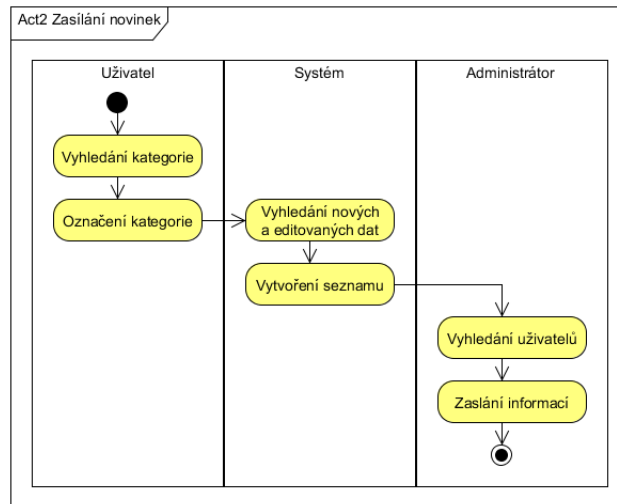 Act2 Zasílání novinek
Uživatel
Systém
Administrátor
Vyhledání kategorie
Označení kategorie
Vyhledání nových
a editovaných dat
Vytvoření seznamu
Vyhledání uživatelů
Zaslání informací